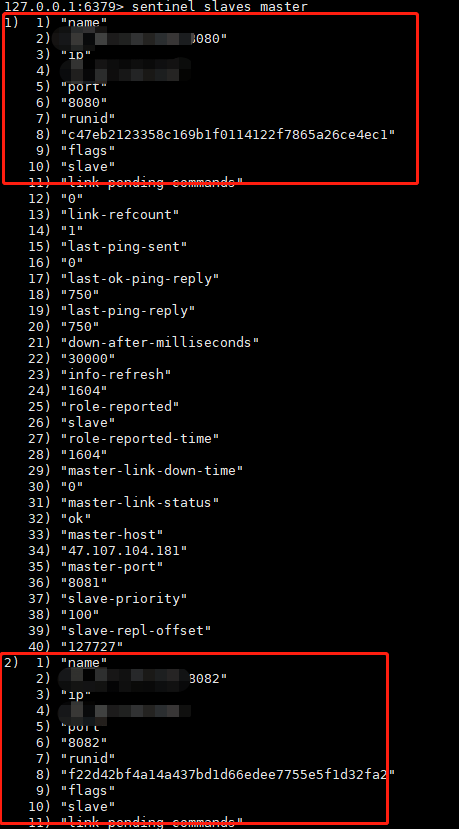 127.0.0.1:6379> sentinel slaves master
1)  1) "name"
    2) 8080"
    3) "ip"
    4)
    5) "port"
    6) "8080"
    7) "runid"
    8) "c47eb2123358c169b1f0114122f7865a26ce4ec1"
    9) "flags"
   10) "slave"
   11) "link-pending-commands"
   12) "0"
   13) "link-refcount"
   14) "1"
   15) "last-ping-sent"
   16) "0"
   17) "last-ok-ping-reply"
   18) "750"
   19) "last-ping-reply"
   20) "750"
   21) "down-after-milliseconds"
   22) "30000"
   23) "info-refresh"
   24) "1604"
   25) "role-reported"
   26) "slave"
   27) "role-reported-time"
   28) "1604"
   29) "master-link-down-time"
   30) "0"
   31) "master-link-status"
   32) "ok"
   33) "master-host"
   34) "47.107.104.181"
   35) "master-port"
   36) "8081"
   37) "slave-priority"
   38) "100"
   39) "slave-repl-offset"
   40) "127727"
2)  1) "name"
    2) 8082"
    3) "ip"
    4)
    5) "port"
    6) "8082"
    7) "runid"
    8) "f22d42bf4a14a437bd1d66edee7755e5f1d32fa2"
    9) "flags"
   10) "slave"
   11) "link-pending-commands"